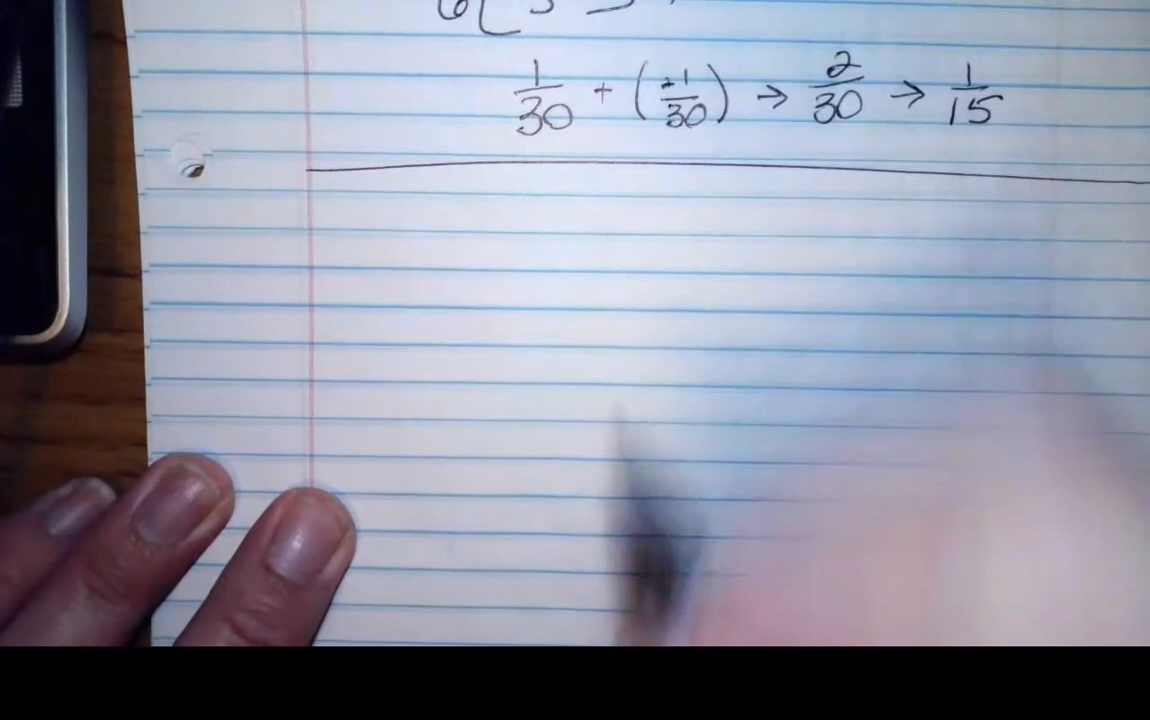 1/30 + (-1/30) → 2/30 → 1/15